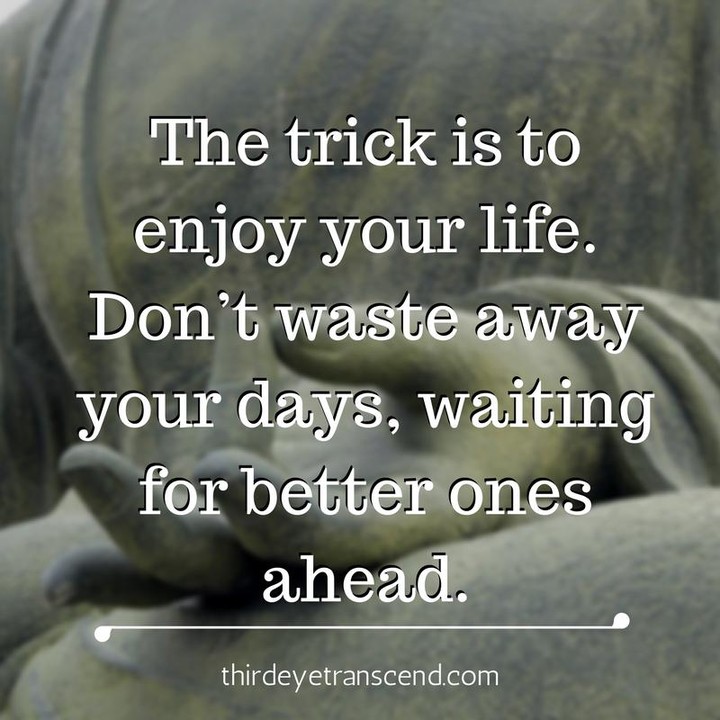 The trick is to
enjoy your life.
Don't waste away
your days, waiting
for better ones
ahead.
thirdeyetranscend.com